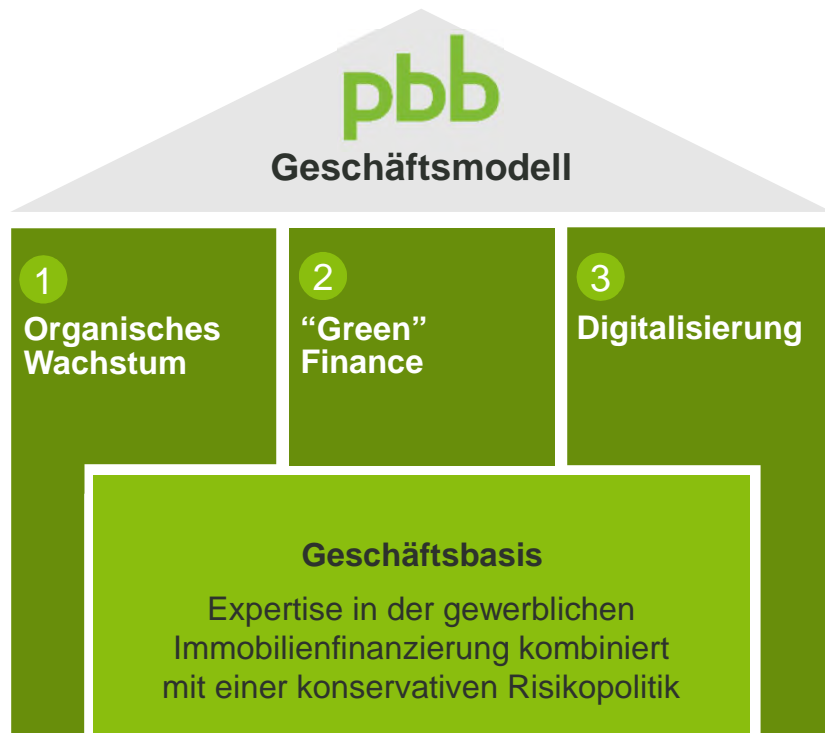 pbb
Geschäftsmodell
1
Organisches
Wachstum
2
“Green”
Finance
3
Digitalisierung
Geschäftsbasis
Expertise in der gewerblichen
Immobilienfinanzierung kombiniert
mit einer konservativen Risikopolitik